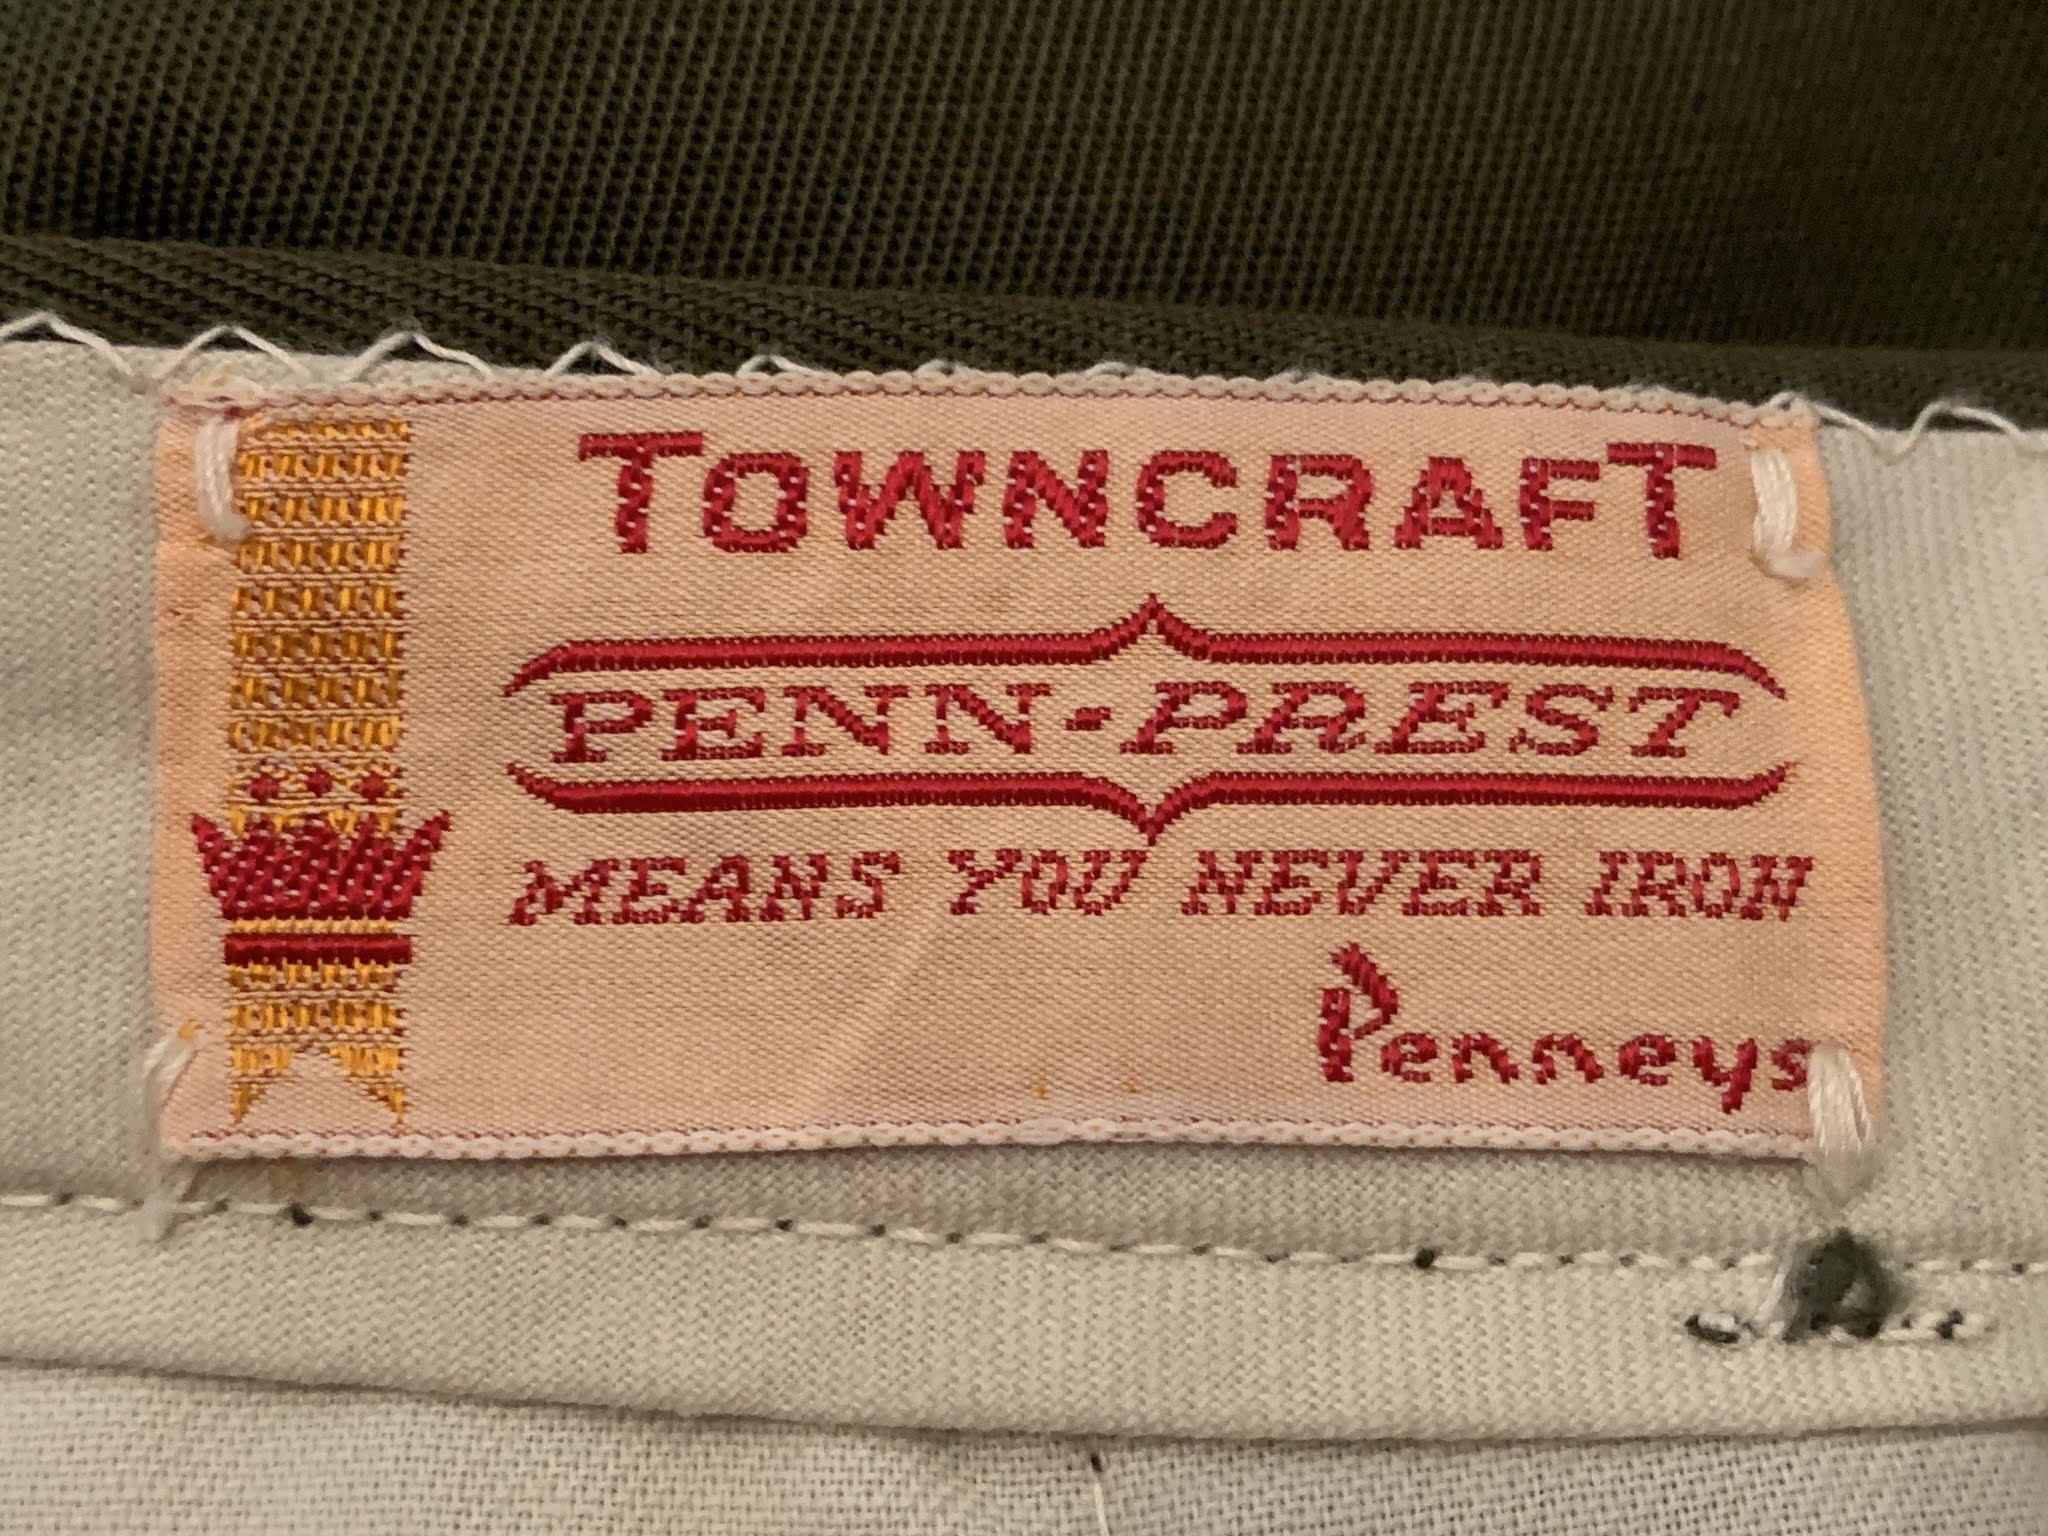 TOWNCRAFT
PENN-PREST
MEANS YOU NEVER IRON
Penneys